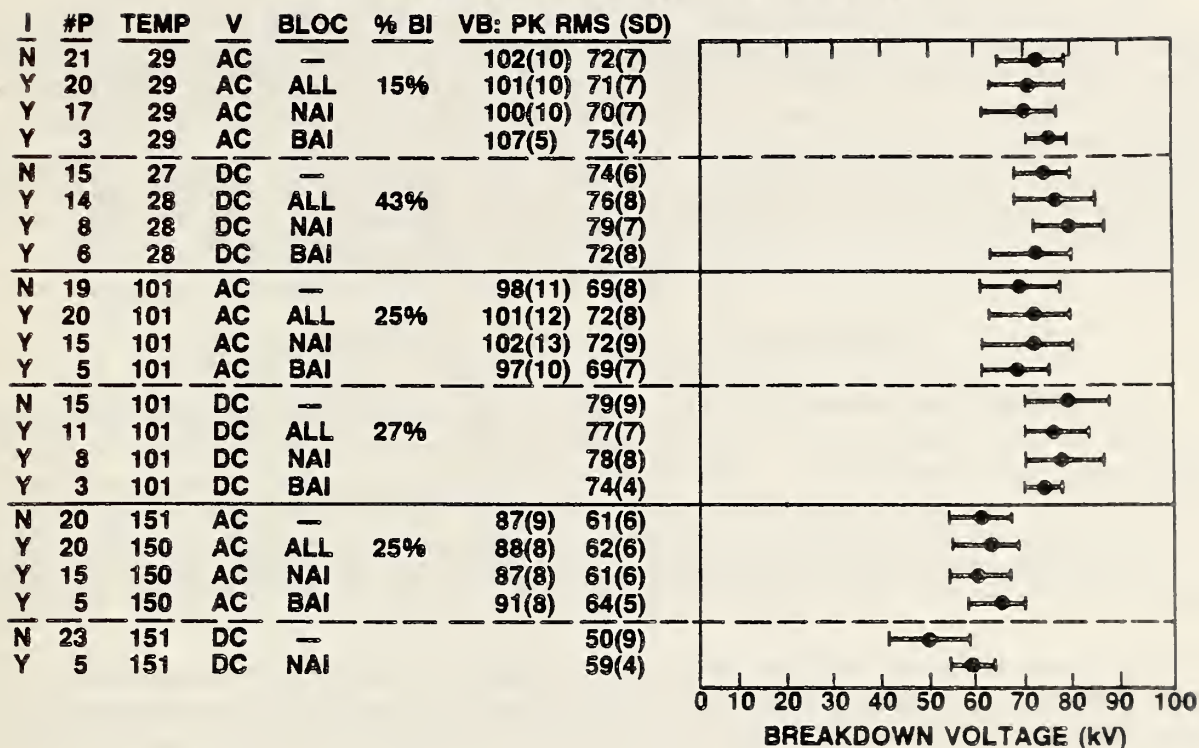 I #P TEMP V BLOC % BI VB: PK RMS (SD)
N 21 29 AC — 102(10) 72(7)
Y 20 29 AC ALL 15% 101(10) 71(7)
Y 17 29 AC NAI 100(10) 70(7)
Y 3 29 AC BAI 107(5) 75(4)
N 15 27 DC — 74(6)
Y 14 28 DC ALL 43% 76(8)
Y 8 28 DC NAI 79(7)
Y 6 28 DC BAI 72(8)
N 19 101 AC — 98(11) 69(8)
Y 20 101 AC ALL 25% 101(12) 72(8)
Y 15 101 AC NAI 102(13) 72(9)
Y 5 101 AC BAI 97(10) 69(7)
N 15 101 DC — 79(9)
Y 11 101 DC ALL 27% 77(7)
Y 8 101 DC NAI 78(8)
Y 3 101 DC BAI 74(4)
N 20 151 AC — 87(9) 61(6)
Y 20 150 AC ALL 25% 88(8) 62(6)
Y 15 150 AC NAI 87(8) 61(6)
Y 5 150 AC BAI 91(8) 64(5)
N 23 151 DC — 50(9)
Y 5 151 DC NAI 59(4)
0 10 20 30 40 50 60 70 80 90 100
BREAKDOWN VOLTAGE (kV)